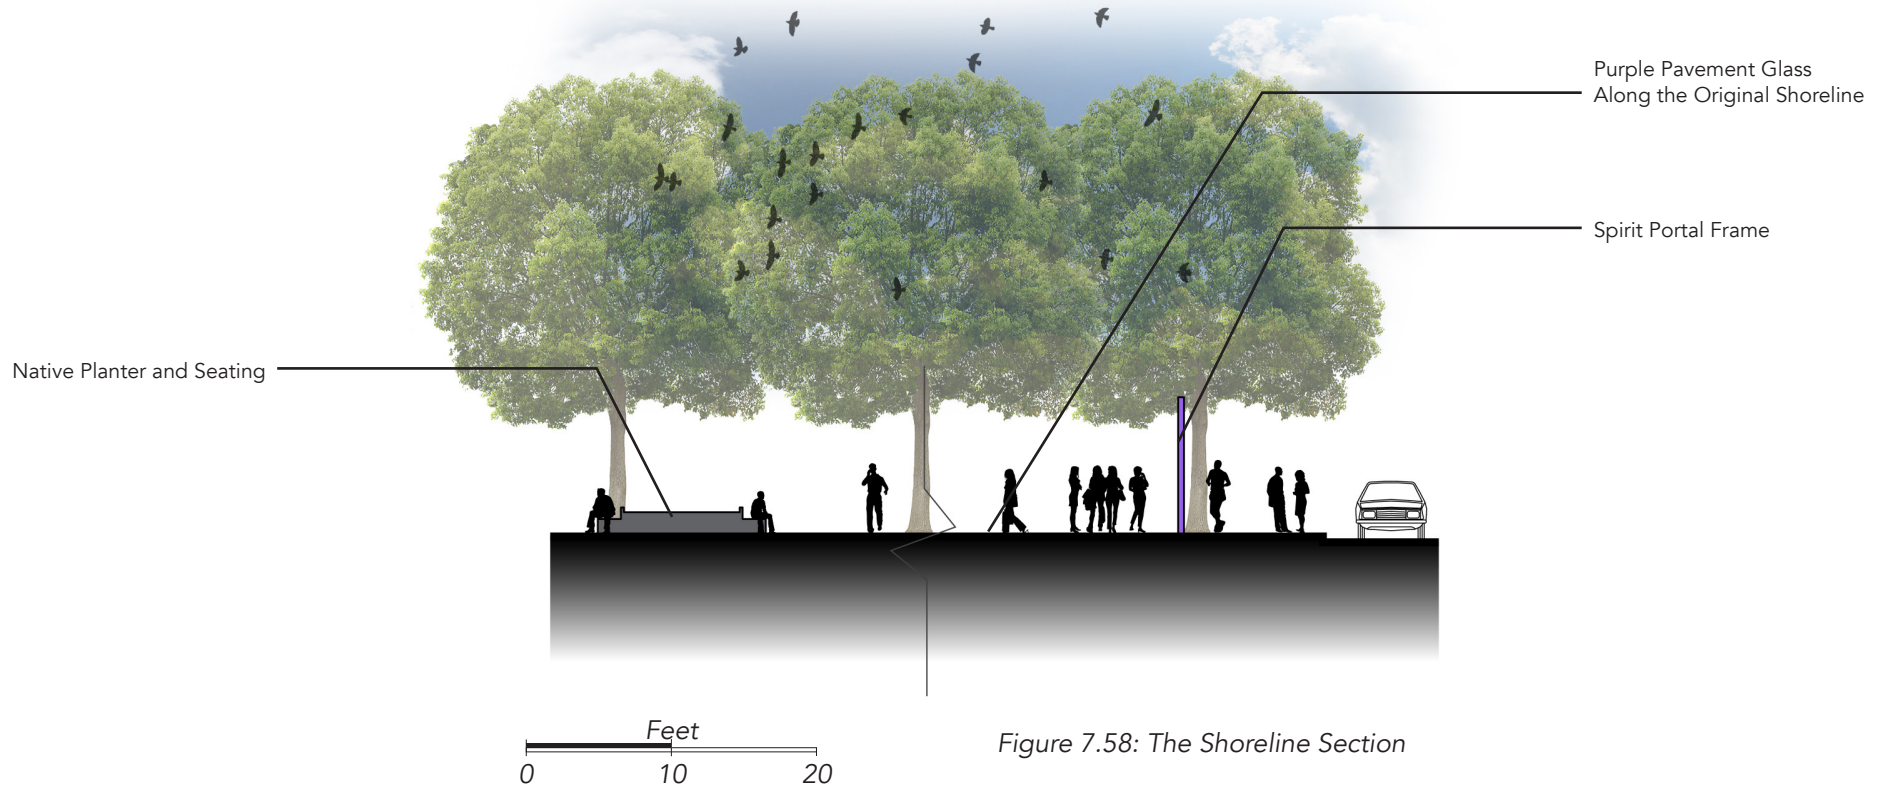 Purple Pavement Glass
Along the Original Shoreline
Spirit Portal Frame
Native Planter and Seating
Feet
0 10 20
Figure 7.58: The Shoreline Section